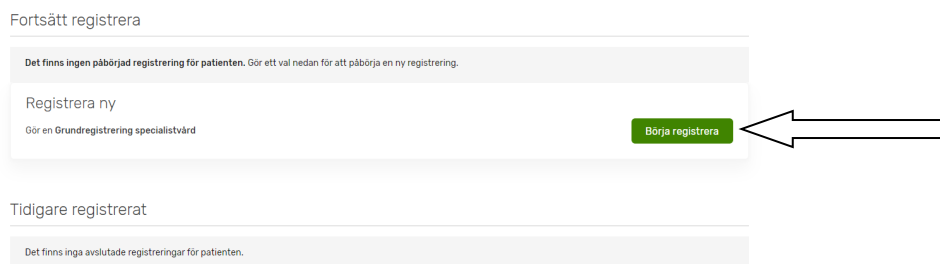 Fortsätt registrera
Det finns ingen påbörjad registrering för patienten. Gör ett val nedan för att påbörja en ny registrering.
Registrera ny
Gör en Grundregistrering specialistvård
Börja registrera
Tidigare registrerat
Det finns inga avslutade registreringar för patienten.